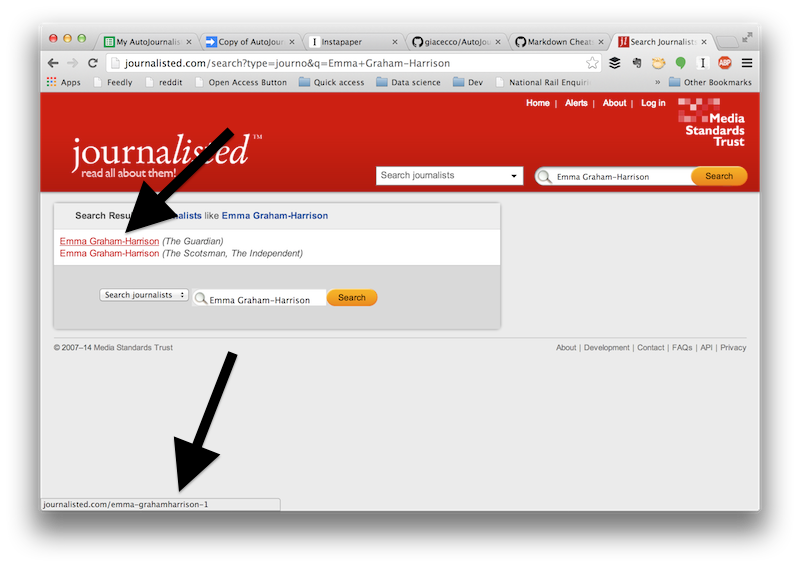 My AutoJournalis
Copy of AutoJou
Instapaper
giacecco/AutoJou
Markdown Cheats
Search Journalists
journalisted.com/search?type=journo&q=Emma+Graham-Harrison
ABP
Apps
Feedly
reddit
Open Access Button
Quick access
Data science
Dev
National Rail Enquir
»
Other Bookmarks
Home | Alerts | About | Log in
Media
Standards
Trust
journalisted™
read all about them!
Search journalists
Emma Graham-Harrison
Search
Search Resu
nalists like Emma Graham-Harrison
Emma Graham-Harrison (The Guardian)
Emma Graham-Harrison (The Scotsman, The Independent)
Search journalists
Emma Graham-Harrison
Search
© 2007–14 Media Standards Trust
About | Development | Contact | FAQs | API | Privacy
journalisted.com/emma-grahamharrison-1